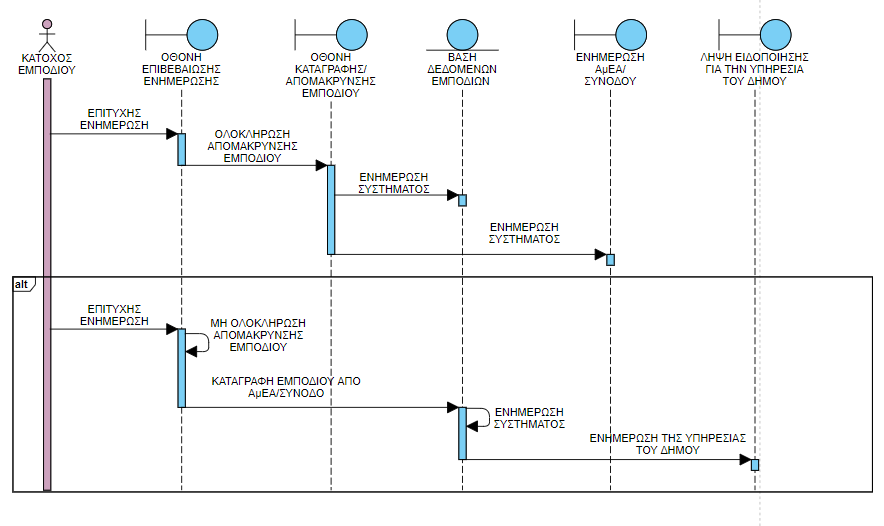 ΚΑΤΟΧΟΣ
ΕΜΠΟΔΙΟΥ
ΟΘΟΝΗ
ΕΠΙΒΕΒΑΙΩΣΗΣ
ΕΝΗΜΕΡΩΣΗΣ
ΟΘΟΝΗ
ΚΑΤΑΓΡΑΦΗΣ/
ΑΠΟΜΑΚΡΥΝΣΗΣ
ΕΜΠΟΔΙΟΥ
ΒΑΣΗ
ΔΕΔΟΜΕΝΩΝ
ΕΜΠΟΔΙΩΝ
ΕΝΗΜΕΡΩΣΗ
ΑμΕΑ/
ΣΥΝΟΔΟΥ
ΛΗΨΗ ΕΙΔΟΠΟΙΗΣΗΣ
ΓΙΑ ΤΗΝ ΥΠΗΡΕΣΙΑ
ΤΟΥ ΔΗΜΟΥ
ΕΠΙΤΥΧΗΣ
ΕΝΗΜΕΡΩΣΗ
ΟΛΟΚΛΗΡΩΣΗ
ΑΠΟΜΑΚΡΥΝΣΗΣ
ΕΜΠΟΔΙΟΥ
ΕΝΗΜΕΡΩΣΗ
ΣΥΣΤΗΜΑΤΟΣ
ΕΝΗΜΕΡΩΣΗ
ΣΥΣΤΗΜΑΤΟΣ
alt
ΕΠΙΤΥΧΗΣ
ΕΝΗΜΕΡΩΣΗ
ΜΗ ΟΛΟΚΛΗΡΩΣΗ
ΑΠΟΜΑΚΡΥΝΣΗΣ
ΕΜΠΟΔΙΟΥ
ΚΑΤΑΓΡΑΦΗ ΕΜΠΟΔΙΟΥ ΑΠΟ
ΑμΕΑ/ΣΥΝΟΔΟ
ΕΝΗΜΕΡΩΣΗ
ΣΥΣΤΗΜΑΤΟΣ
ΕΝΗΜΕΡΩΣΗ ΤΗΣ ΥΠΗΡΕΣΙΑΣ
ΤΟΥ ΔΗΜΟΥ